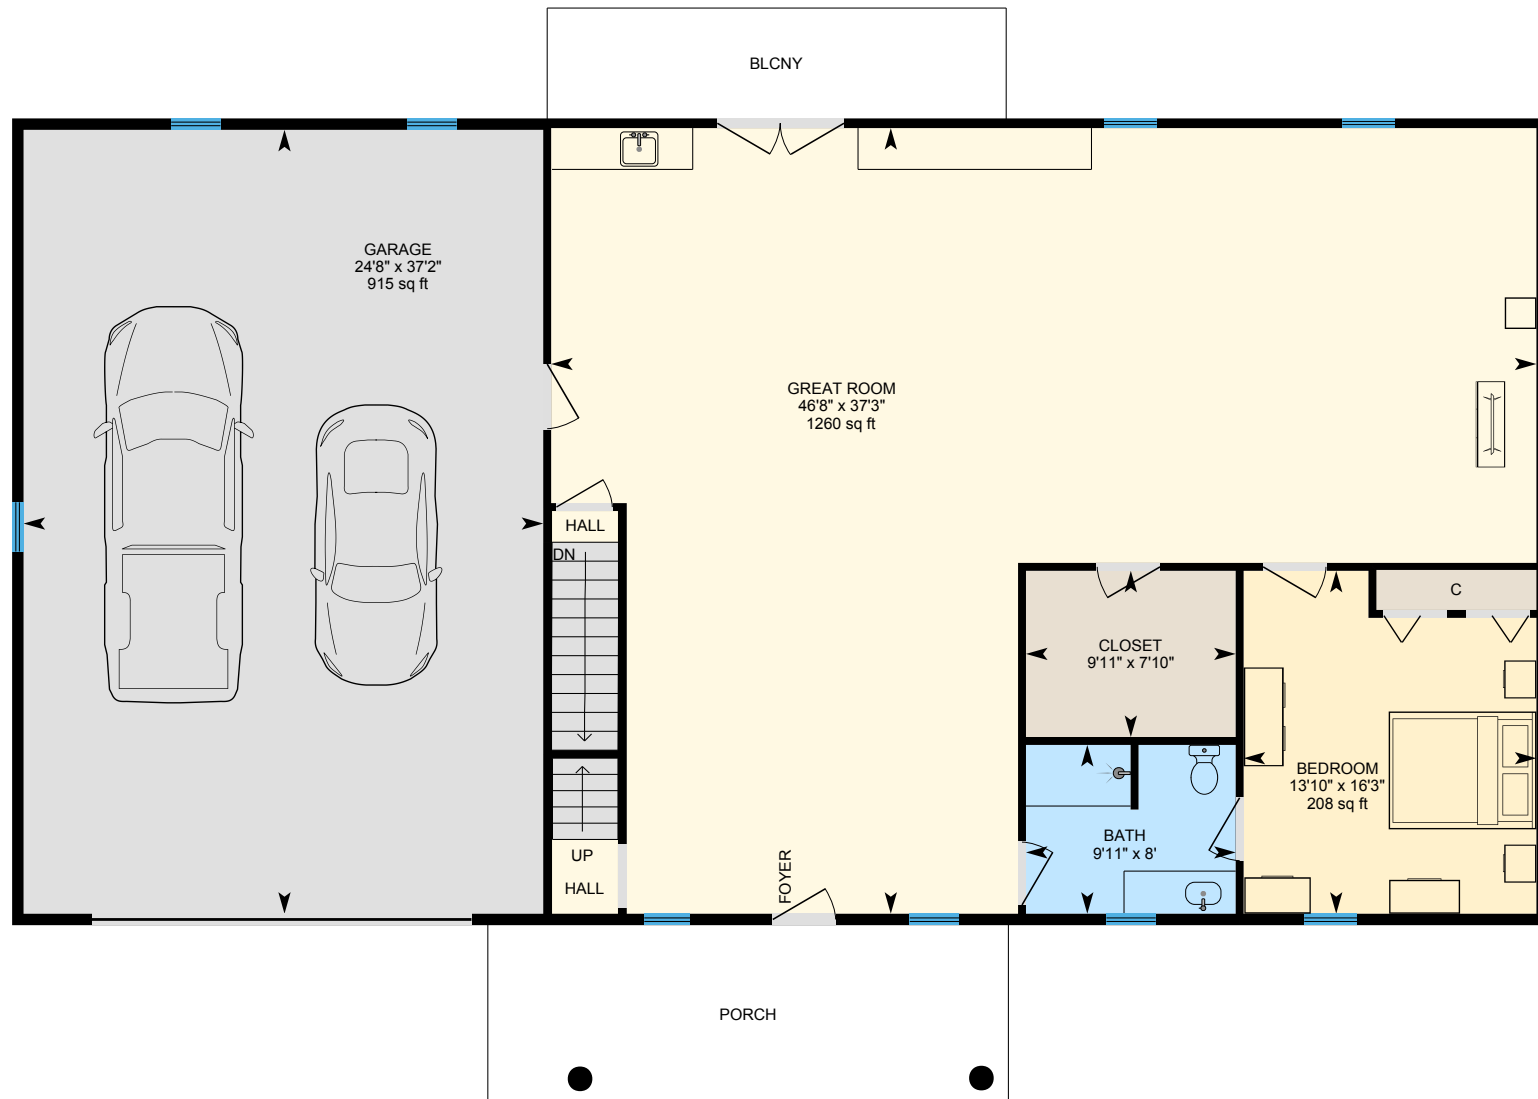 BLCNY
GARAGE
24'8" x 37'2"
915 sq ft
GREAT ROOM
46'8" x 37'3"
1260 sq ft
HALL
DN
C
CLOSET
9'11" x 7'10"
BEDROOM
13'10" x 16'3"
208 sq ft
BATH
9'11" x 8'
UP
HALL
FOYER
PORCH